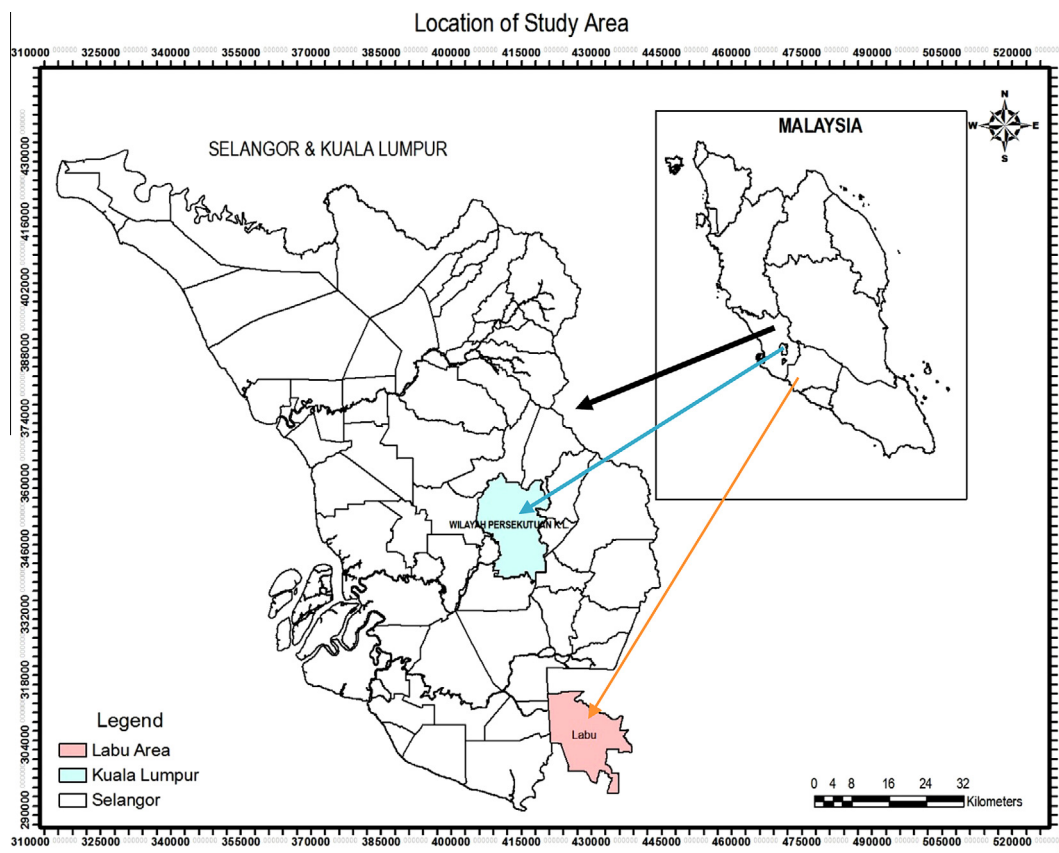 Location of Study Area
310000 325000 340000 355000 370000 385000 400000 415000 430000 445000 460000 475000 490000 505000 520000
N
W E
S
MALAYSIA
SELANGOR & KUALA LUMPUR
430000
416000
402000
388000
374000
360000
346000
332000
318000
304000
290000
WILAYAH PERSEKUTUAN K.L.
Labu
Legend
Labu Area
Kuala Lumpur
Selangor
0 4 8 16 24 32
Kilometers
310000 325000 340000 355000 370000 385000 400000 415000 430000 445000 460000 475000 490000 505000 520000